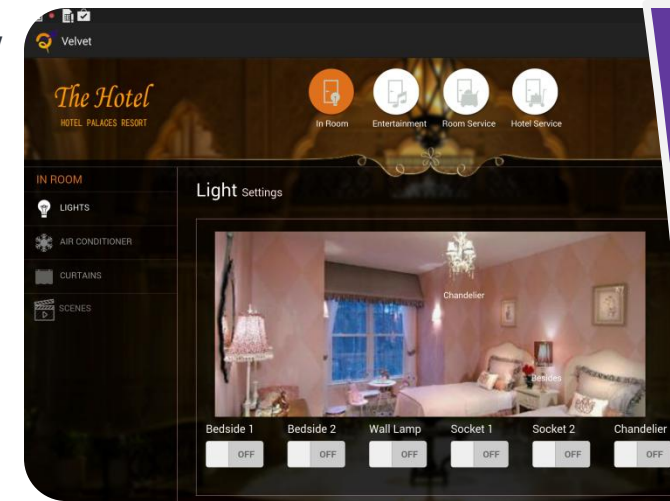 Velvet
The Hotel
HOTEL PALACES RESORT
In Room
Entertainment
Room Service
Hotel Service
IN ROOM
LIGHTS
AIR CONDITIONER
CURTAINS
SCENES
Light Settings
Chandelier
Besides
Bedside 1
Bedside 2
Wall Lamp
Socket 1
Socket 2
Chandelier
OFF
OFF
OFF
OFF
OFF
OFF